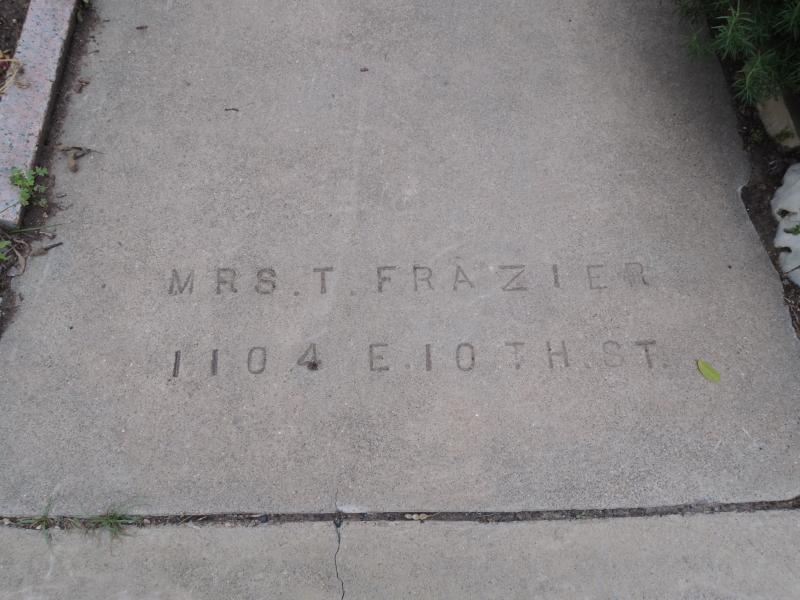 MRS. T. FRAZIER
1104 E. 10TH. ST.